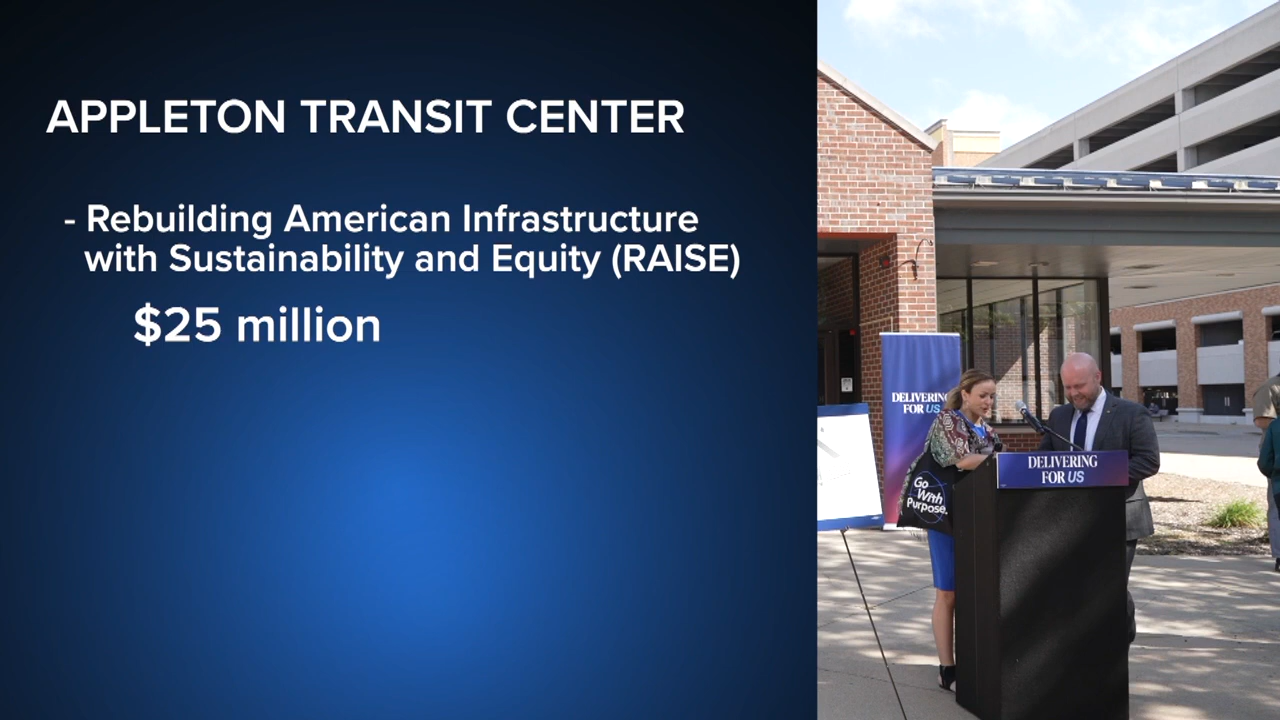 APPLETON TRANSIT CENTER
- Rebuilding American Infrastructure
with Sustainability and Equity (RAISE)
$25 million
DELIVERING
FOR US
Go
With
Purpose.
DELIVERING
FOR US